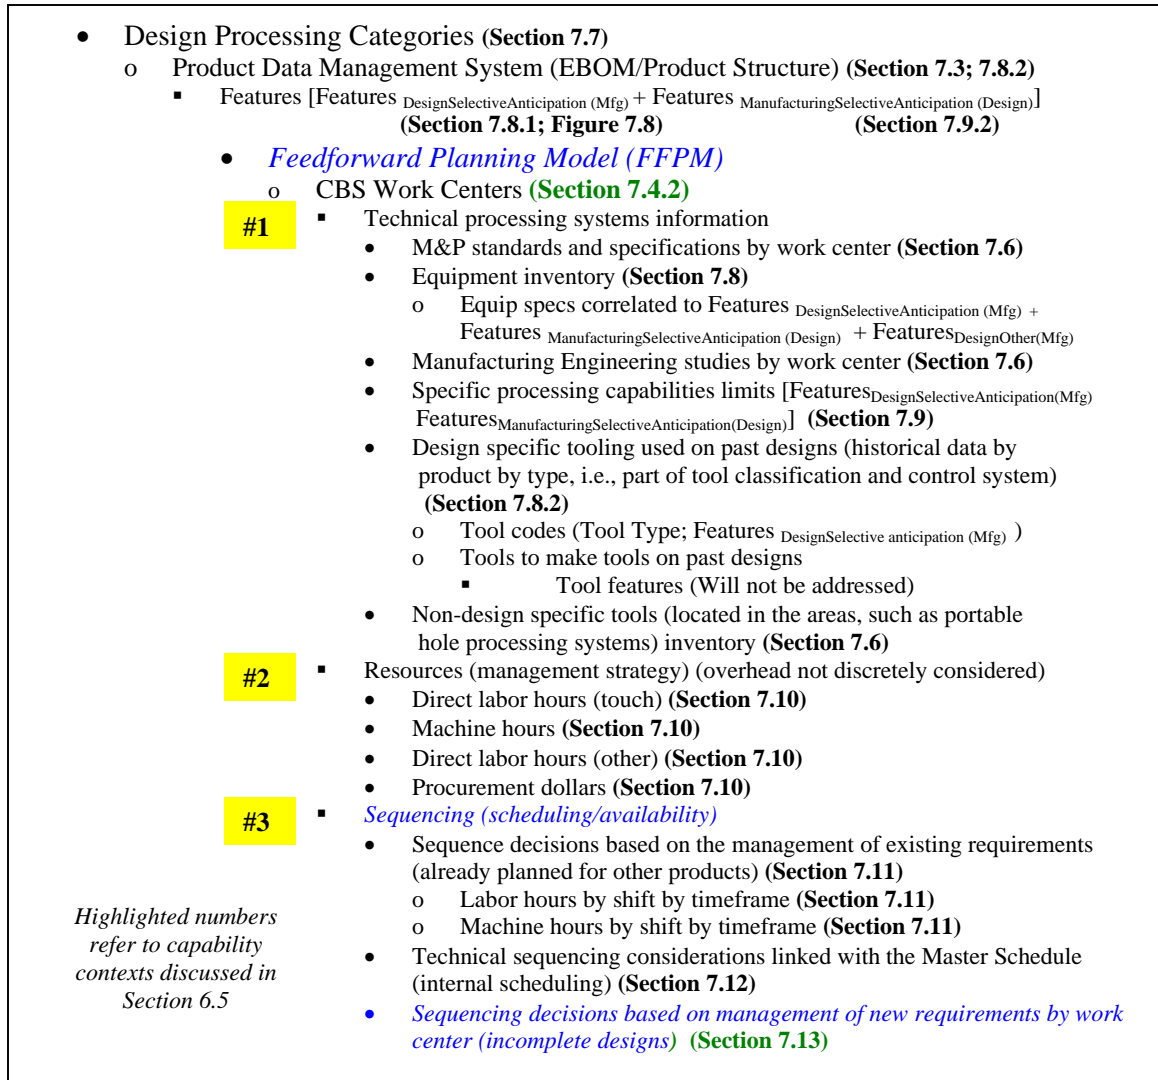 • Design Processing Categories (Section 7.7)
o Product Data Management System (EBOM/Product Structure) (Section 7.3; 7.8.2)
▪ Features [Features DesignSelectiveAnticipation (Mfg) + Features ManufacturingSelectiveAnticipation (Design)]
(Section 7.8.1; Figure 7.8) (Section 7.9.2)
• Feedforward Planning Model (FFPM)
o CBS Work Centers (Section 7.4.2)
#1 ▪ Technical processing systems information
• M&P standards and specifications by work center (Section 7.6)
• Equipment inventory (Section 7.8)
o Equip specs correlated to Features DesignSelectiveAnticipation (Mfg) +
Features ManufacturingSelectiveAnticipation (Design) + FeaturesDesignOther(Mfg)
• Manufacturing Engineering studies by work center (Section 7.6)
• Specific processing capabilities limits [FeaturesDesignSelectiveAnticipation(Mfg)
FeaturesManufacturingSelectiveAnticipation(Design)] (Section 7.9)
• Design specific tooling used on past designs (historical data by
product by type, i.e., part of tool classification and control system)
(Section 7.8.2)
o Tool codes (Tool Type; Features DesignSelective anticipation (Mfg) )
o Tools to make tools on past designs
▪ Tool features (Will not be addressed)
• Non-design specific tools (located in the areas, such as portable
hole processing systems) inventory (Section 7.6)
#2 ▪ Resources (management strategy) (overhead not discretely considered)
• Direct labor hours (touch) (Section 7.10)
• Machine hours (Section 7.10)
• Direct labor hours (other) (Section 7.10)
• Procurement dollars (Section 7.10)
#3 ▪ Sequencing (scheduling/availability)
• Sequence decisions based on the management of existing requirements
(already planned for other products) (Section 7.11)
o Labor hours by shift by timeframe (Section 7.11)
o Machine hours by shift by timeframe (Section 7.11)
• Technical sequencing considerations linked with the Master Schedule
(internal scheduling) (Section 7.12)
• Sequencing decisions based on management of new requirements by work
center (incomplete designs) (Section 7.13)
Highlighted numbers
refer to capability
contexts discussed in
Section 6.5